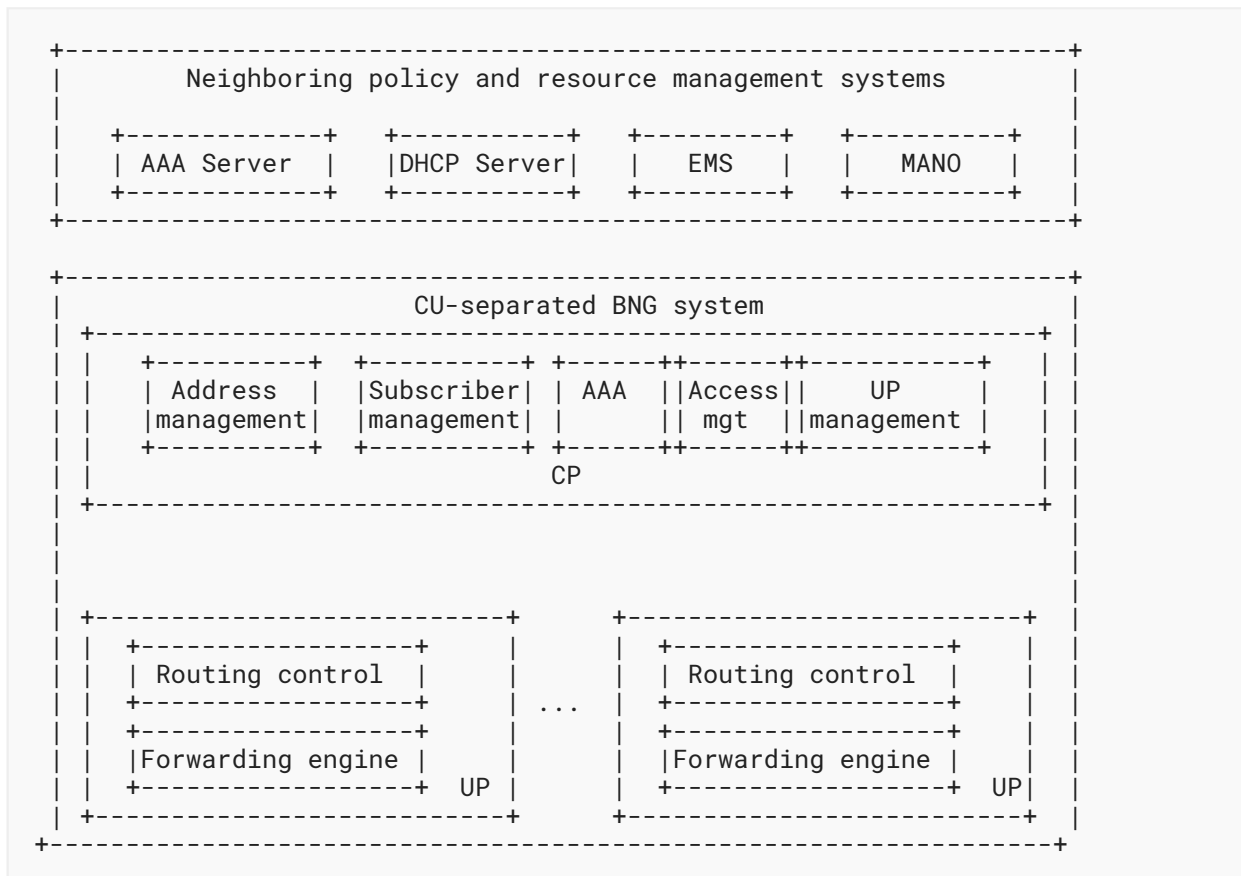 Neighboring policy and resource management systems
AAA Server DHCP Server EMS MANO
CU-separated BNG system
Address Subscriber AAA Access UP
management management mgt management
CP
Routing control Routing control
...
Forwarding engine Forwarding engine
UP UP